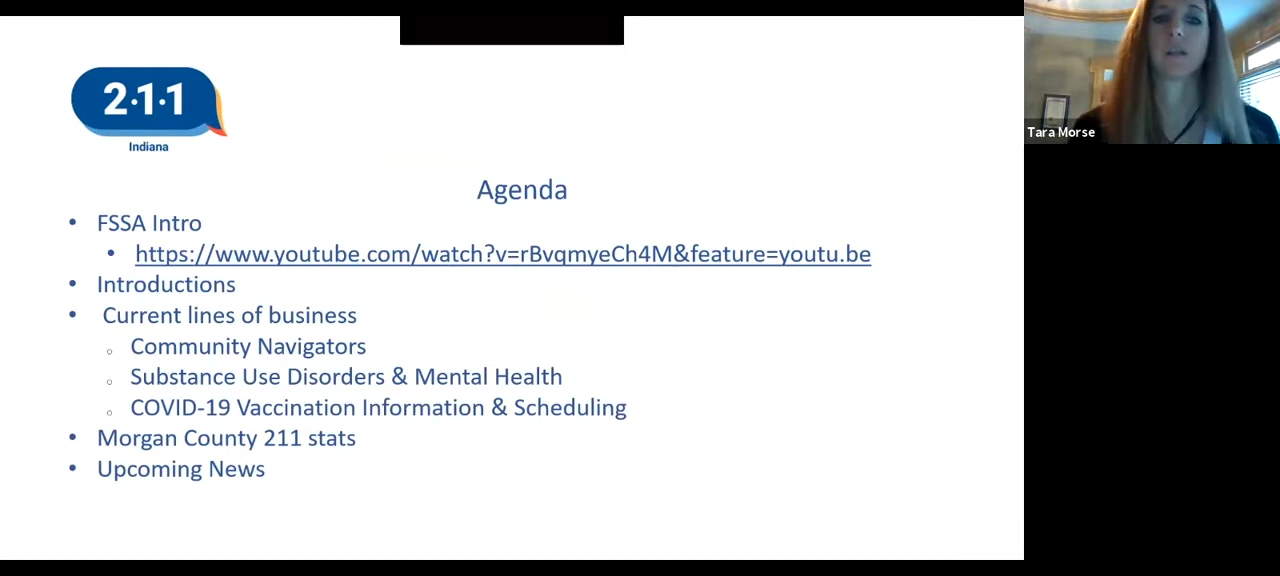 2·1·1
Indiana
Tara Morse
Agenda
• FSSA Intro
• https://www.youtube.com/watch?v=rBvqmyeCh4M&feature=youtu.be
• Introductions
• Current lines of business
○ Community Navigators
○ Substance Use Disorders & Mental Health
○ COVID-19 Vaccination Information & Scheduling
• Morgan County 211 stats
• Upcoming News